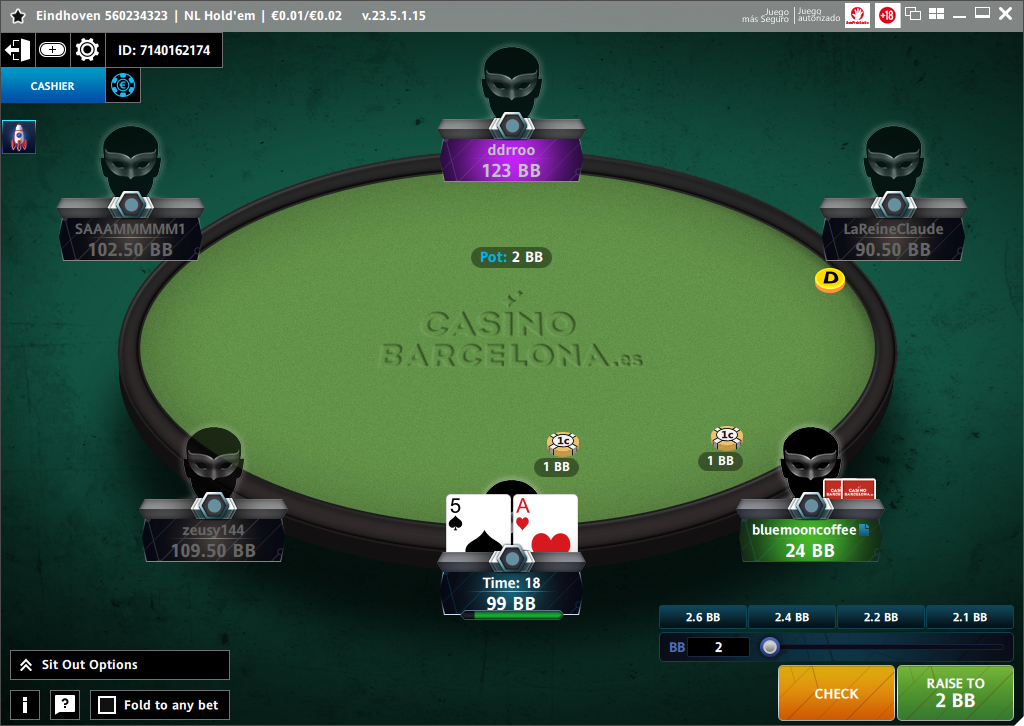 Eindhoven 560234323 | NL Hold'em | €0.01/€0.02 v.23.5.1.15
Juego más Seguro
Juego autorizado
+18
ID: 7140162174
CASHIER
ddrroo
123 BB
SAAAMMMMM1
102.50 BB
LaReineClaude
90.50 BB
Pot: 2 BB
D
CASINO
BARCELONA.es
1c
1 BB
1c
1 BB
5
A
zeusy144
109.50 BB
Time: 18
99 BB
bluemooncoffee
24 BB
2.6 BB
2.4 BB
2.2 BB
2.1 BB
BB 2
Sit Out Options
CHECK
RAISE TO
2 BB
i
?
Fold to any bet